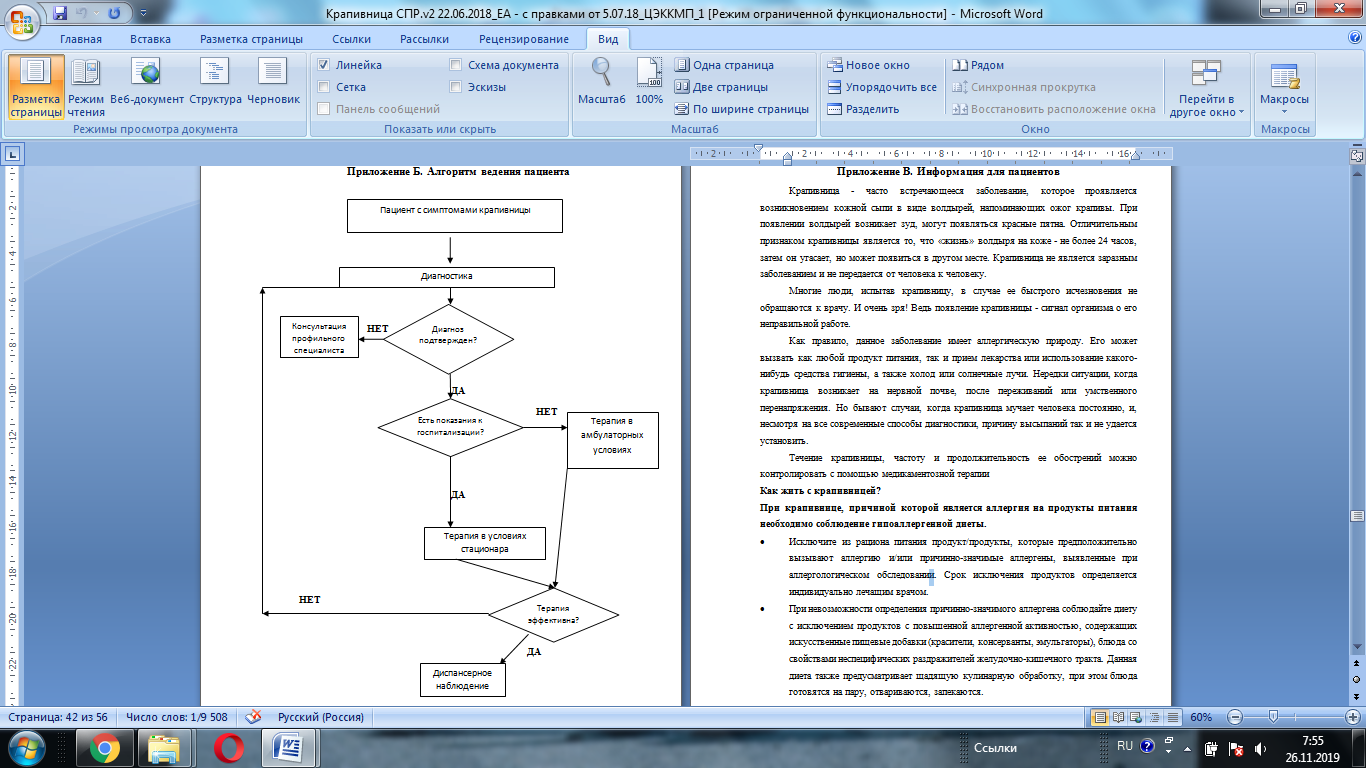 Крапивница СПР.v2 22.06.2018_ЕА - с правками от 5.07.18_ЦЭККМП_1 [Режим ограниченной функциональности] - Microsoft Word
Главная Вставка Разметка страницы Ссылки Рассылки Рецензирование Вид
Разметка страницы
Режим чтения
Веб-документ
Структура
Черновик
Режимы просмотра документа
Линейка
Сетка
Панель сообщений
Схема документа
Эскизы
Показать или скрыть
Масштаб
100%
Одна страница
Две страницы
По ширине страницы
Масштаб
Новое окно
Упорядочить все
Разделить
Рядом
Синхронная прокрутка
Восстановить расположение окна
Перейти в другое окно
Окно
Макросы
Макросы
Приложение Б. Алгоритм ведения пациента
Пациент с симптомами крапивницы
Диагностика
Консультация
профильного
специалиста
НЕТ
Диагноз
подтвержден?
ДА
Есть показания к
госпитализации?
НЕТ
Терапия в
амбулаторных
условиях
ДА
Терапия в условиях
стационара
НЕТ
Терапия
эффективна?
ДА
Диспансерное
наблюдение
Приложение В. Информация для пациентов
Крапивница - часто встречающееся заболевание, которое проявляется
возникновением кожной сыпи в виде волдырей, напоминающих ожог крапивы. При
появлении волдырей возникает зуд, могут появляться красные пятна. Отличительным
признаком крапивницы является то, что «жизнь» волдыря на коже - не более 24 часов,
затем он угасает, но может появиться в другом месте. Крапивница не является заразным
заболеванием и не передается от человека к человеку.
Многие люди, испытав крапивницу, в случае ее быстрого исчезновения не
обращаются к врачу. И очень зря! Ведь появление крапивницы - сигнал организма о его
неправильной работе.
Как правило, данное заболевание имеет аллергическую природу. Его может
вызвать как любой продукт питания, так и прием лекарства или использование какого-
нибудь средства гигиены, а также холод или солнечные лучи. Нередки ситуации, когда
крапивница возникает на нервной почве, после переживаний или умственного
перенапряжения. Но бывают случаи, когда крапивница мучает человека постоянно, и,
несмотря на все современные способы диагностики, причину высыпаний так и не удается
установить.
Течение крапивницы, частоту и продолжительность ее обострений можно
контролировать с помощью медикаментозной терапии
Как жить с крапивницей?
При крапивнице, причиной которой является аллергия на продукты питания
необходимо соблюдение гипоаллергенной диеты.
• Исключите из рациона питания продукт/продукты, которые предположительно
вызывают аллергию и/или причинно-значимые аллергены, выявленные при
аллергологическом обследовании. Срок исключения продуктов определяется
индивидуально лечащим врачом.
• При невозможности определения причинно-значимого аллергена соблюдайте диету
с исключением продуктов с повышенной аллергенной активностью, содержащих
искусственные пищевые добавки (красители, консерванты, эмульгаторы), блюда со
свойствами неспецифических раздражителей желудочно-кишечного тракта. Данная
диета также предусматривает щадящую кулинарную обработку, при этом блюда
готовятся на пару, отвариваются, запекаются.
Страница: 42 из 56 Число слов: 1/9 508 Русский (Россия) 60%
Ссылки RU 7:55
26.11.2019